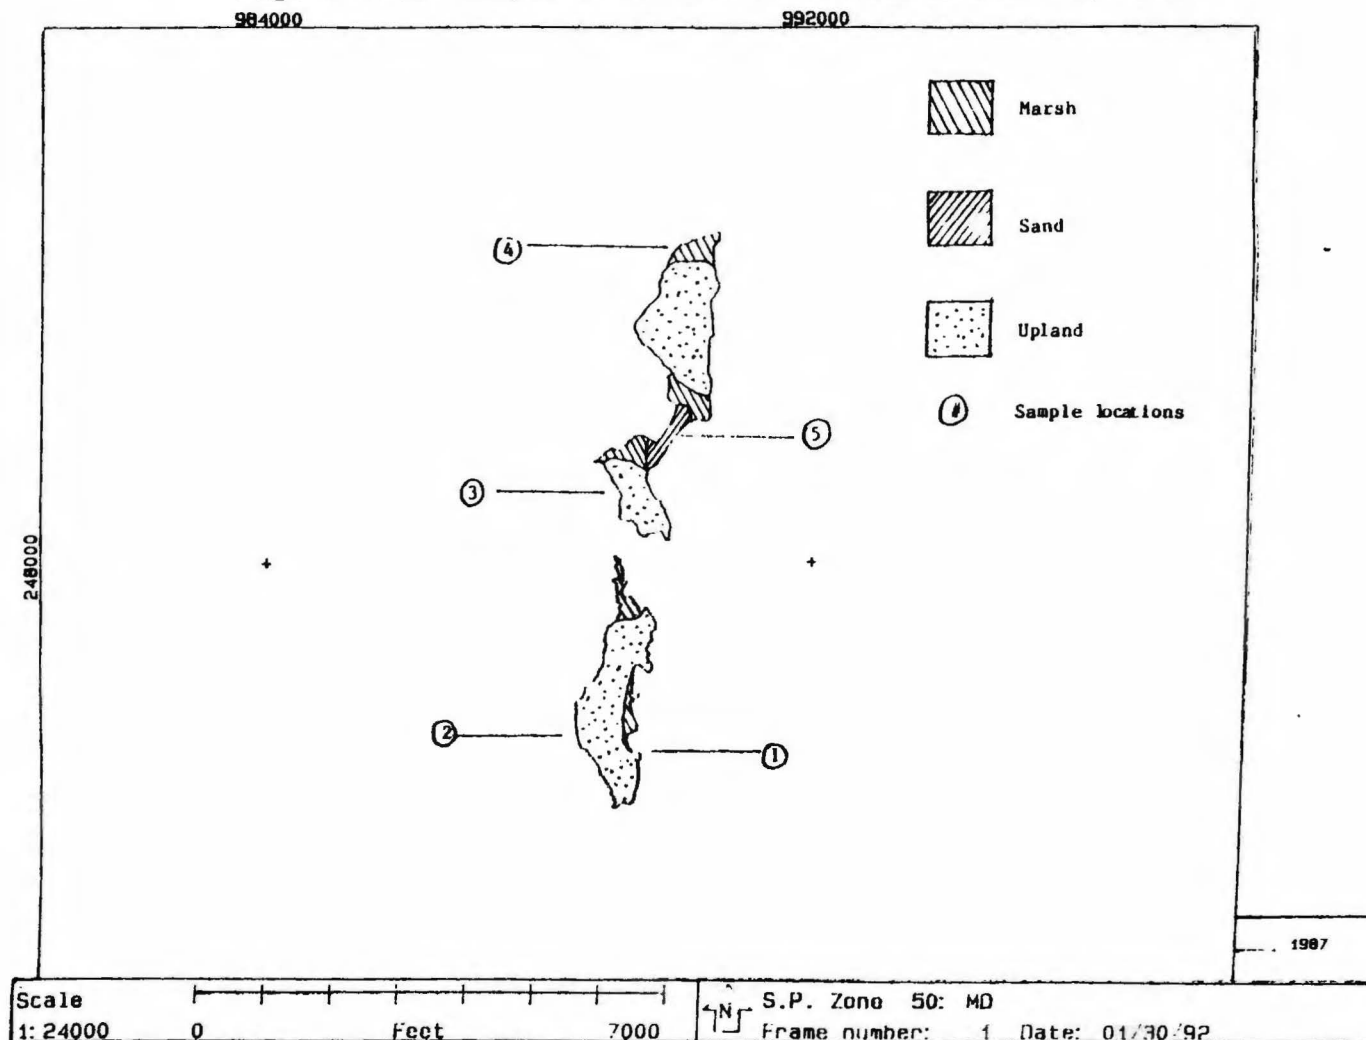 984000 992000
Marsh
Sand
4
Upland
# Sample locations
5
3
248000
2
1
1987
Scale
1: 24000 0 Feet 7000
N S.P. Zone 50: MD
Frame number: 1 Date: 01/30/92